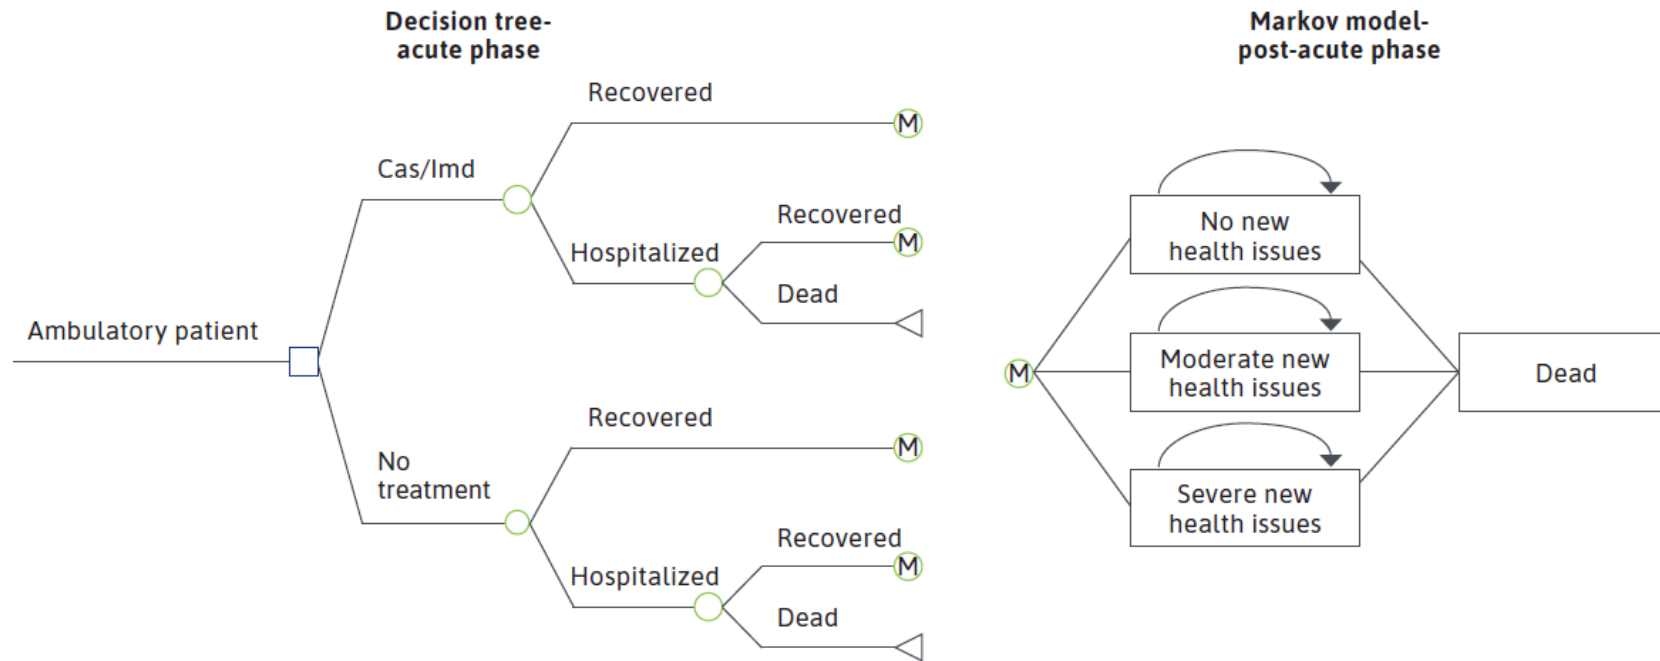 Decision tree-
acute phase
Recovered
M
Cas/Imd
Recovered
M
Hospitalized
Dead
Ambulatory patient
Recovered
M
No
treatment
Recovered
M
Hospitalized
Dead
Markov model-
post-acute phase
No new
health issues
M
Moderate new
health issues
Dead
Severe new
health issues